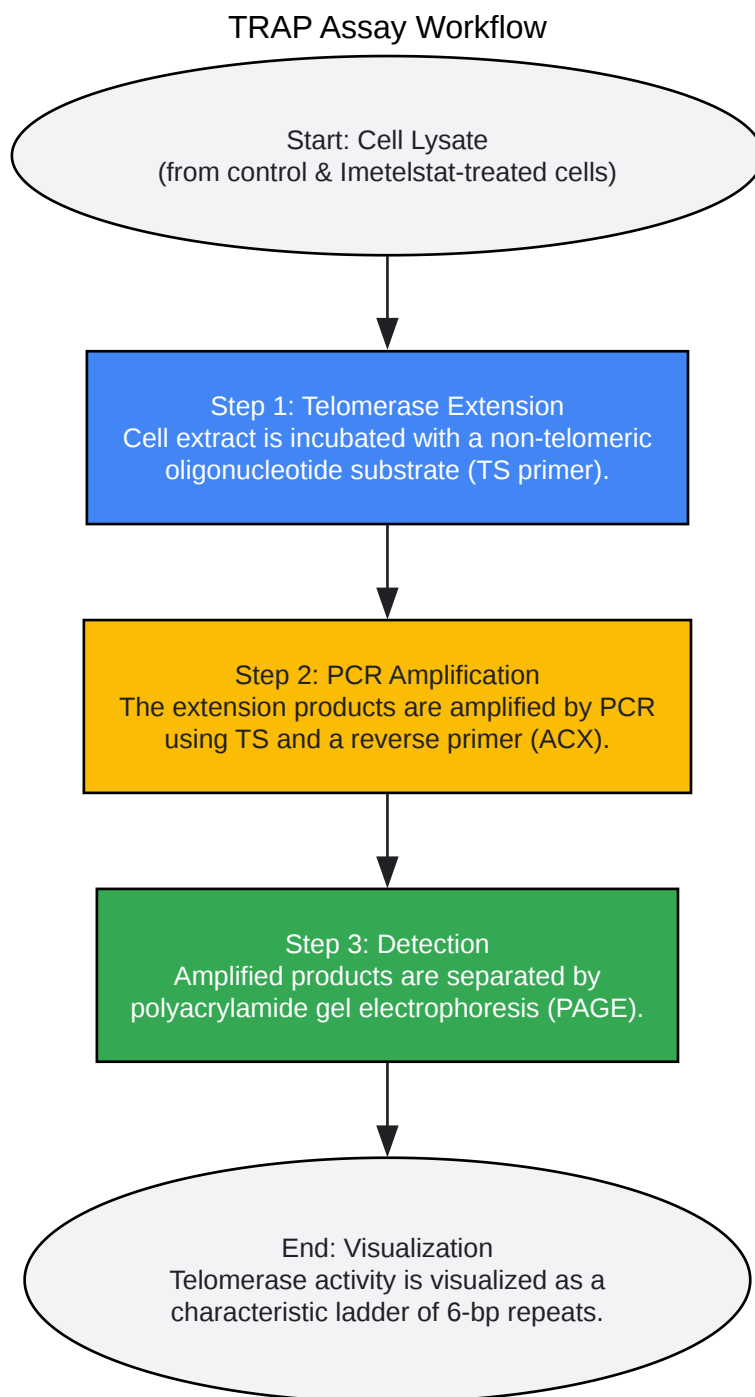 TRAP Assay Workflow
Start: Cell Lysate
(from control & Imetelstat-treated cells)
Step 1: Telomerase Extension
Cell extract is incubated with a non-telomeric
oligonucleotide substrate (TS primer).
Step 2: PCR Amplification
The extension products are amplified by PCR
using TS and a reverse primer (ACX).
Step 3: Detection
Amplified products are separated by
polyacrylamide gel electrophoresis (PAGE).
End: Visualization
Telomerase activity is visualized as a
characteristic ladder of 6-bp repeats.